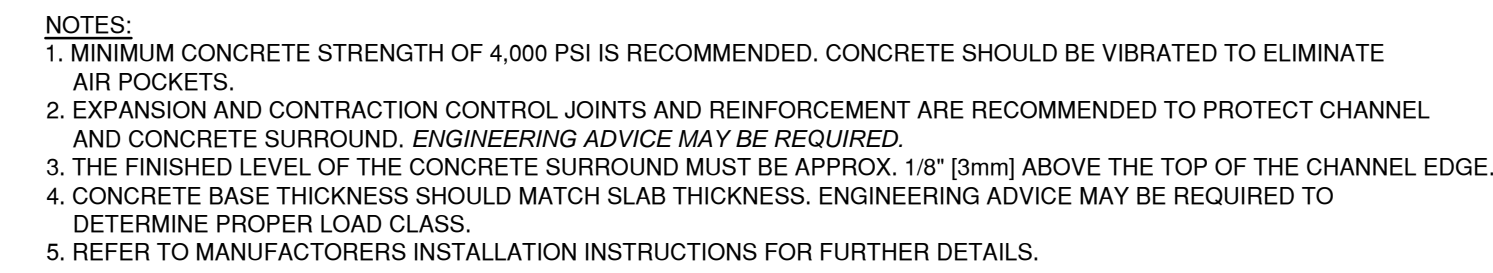 NOTES:
1. MINIMUM CONCRETE STRENGTH OF 4,000 PSI IS RECOMMENDED. CONCRETE SHOULD BE VIBRATED TO ELIMINATE
AIR POCKETS.
2. EXPANSION AND CONTRACTION CONTROL JOINTS AND REINFORCEMENT ARE RECOMMENDED TO PROTECT CHANNEL
AND CONCRETE SURROUND. ENGINEERING ADVICE MAY BE REQUIRED.
3. THE FINISHED LEVEL OF THE CONCRETE SURROUND MUST BE APPROX. 1/8" [3mm] ABOVE THE TOP OF THE CHANNEL EDGE.
4. CONCRETE BASE THICKNESS SHOULD MATCH SLAB THICKNESS. ENGINEERING ADVICE MAY BE REQUIRED TO
DETERMINE PROPER LOAD CLASS.
5. REFER TO MANUFACTORERS INSTALLATION INSTRUCTIONS FOR FURTHER DETAILS.